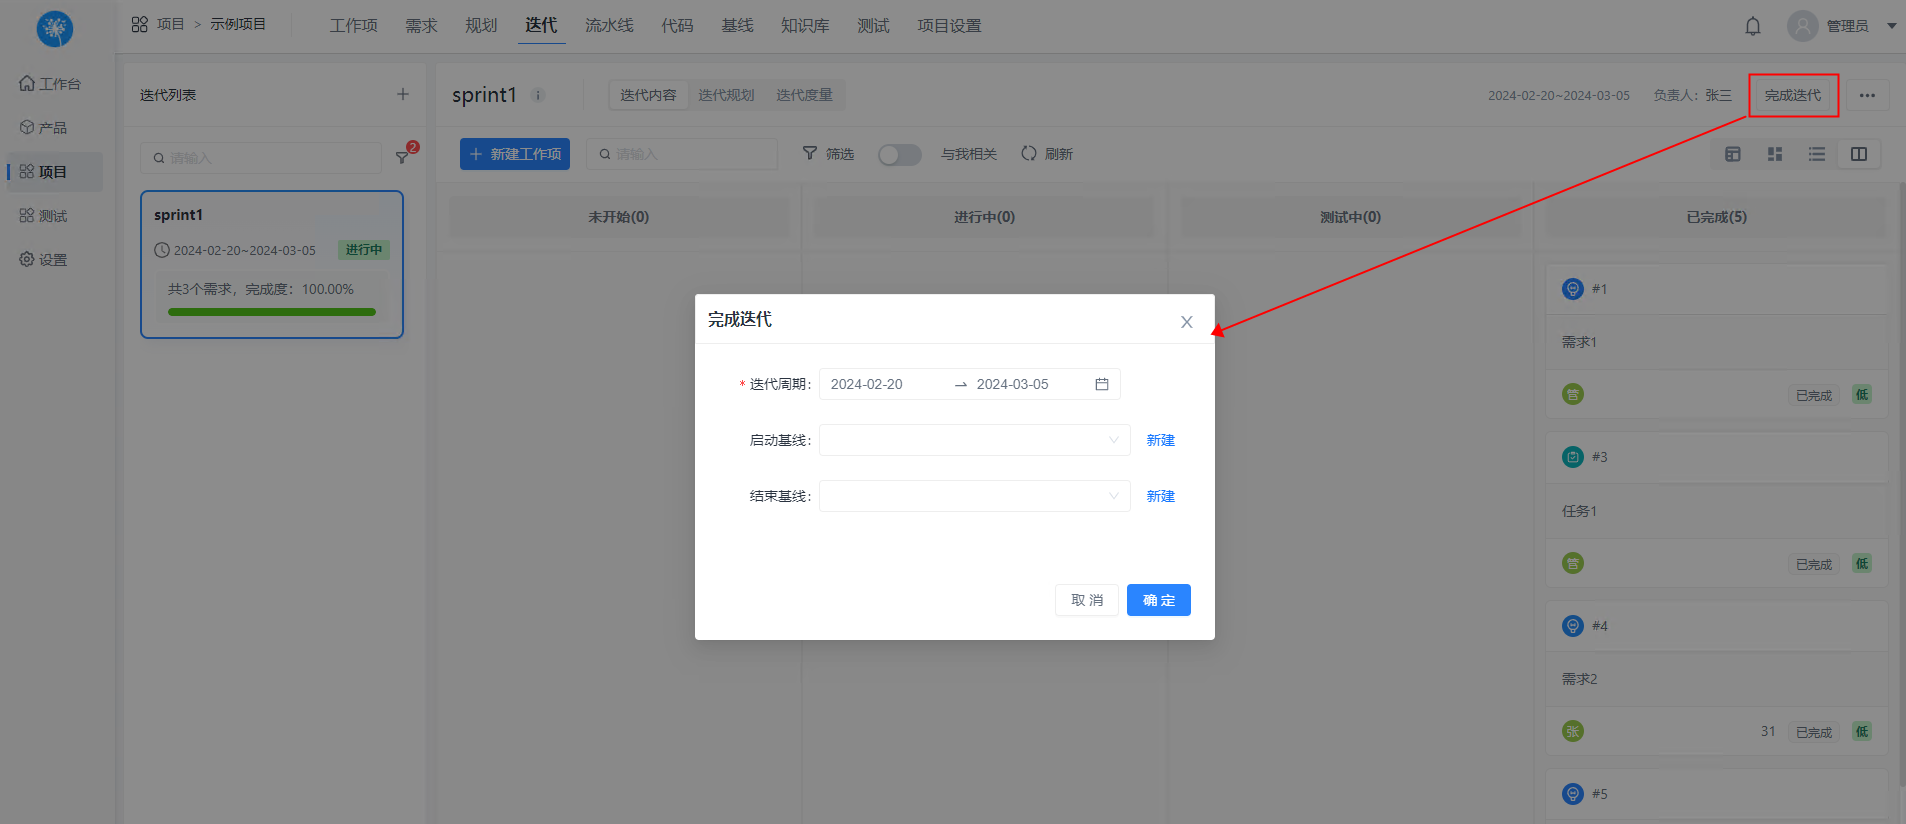 项目 > 示例项目
工作项 需求 规划 迭代 流水线 代码 基线 知识库 测试 项目设置
管理员
工作台
产品
项目
测试
设置
迭代列表
请输入
2
sprint1
2024-02-20~2024-03-05
进行中
共3个需求，完成度：100.00%
sprint1
迭代内容 迭代规划 迭代度量
2024-02-20~2024-03-05 负责人：张三 完成迭代
新建工作项 请输入 筛选 与我相关 刷新
未开始(0) 进行中(0) 测试中(0) 已完成(5)
#1
需求1
管 已完成 低
#3
任务1
管 已完成 低
#4
需求2
张 31 已完成 低
#5
完成迭代
* 迭代周期： 2024-02-20 → 2024-03-05
启动基线： 新建
结束基线： 新建
取 消 确 定